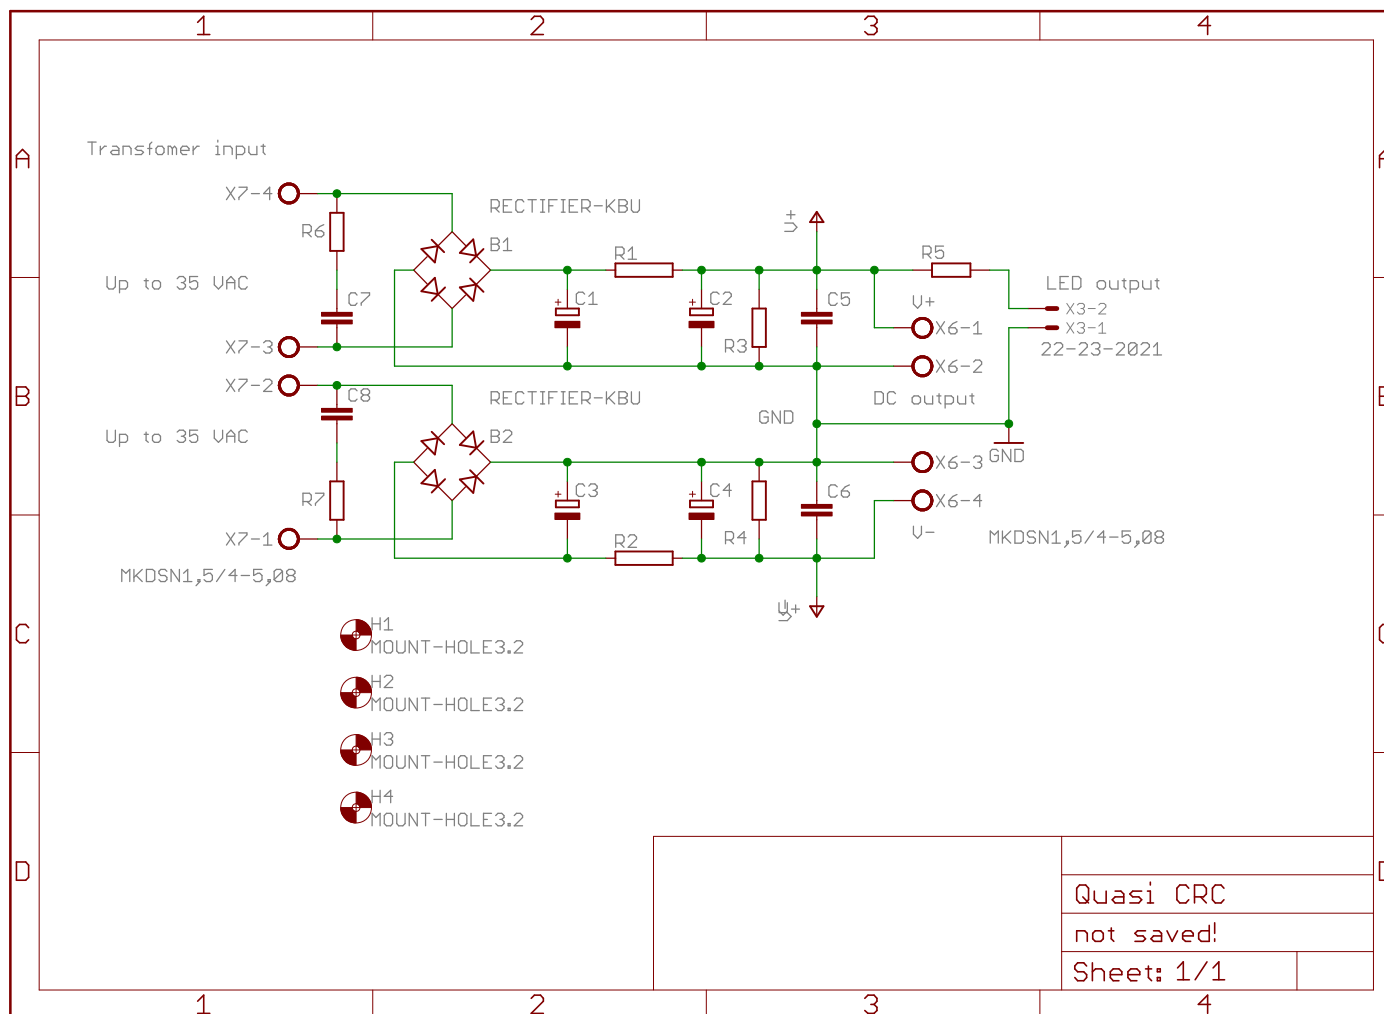 1 2 3 4
A A
Transfomer input
X7-4
RECTIFIER-KBU
R6
B1
V+
R1
R5
Up to 35 VAC
C7
C1
C2
C5
R3
LED output
V+
X3-2
X6-1
X3-1
22-23-2021
X7-3
X6-2
X7-2
B
C8
RECTIFIER-KBU
DC output
GND
Up to 35 VAC
B2
GND
X6-3
R7
C3
C4
C6
X6-4
R2
R4
V-
X7-1
MKDSN1,5/4-5,08
MKDSN1,5/4-5,08
H1
C
MOUNT-HOLE3.2
H2
MOUNT-HOLE3.2
H3
MOUNT-HOLE3.2
H4
MOUNT-HOLE3.2
D
Quasi CRC
not saved!
Sheet: 1/1
1 2 3 4